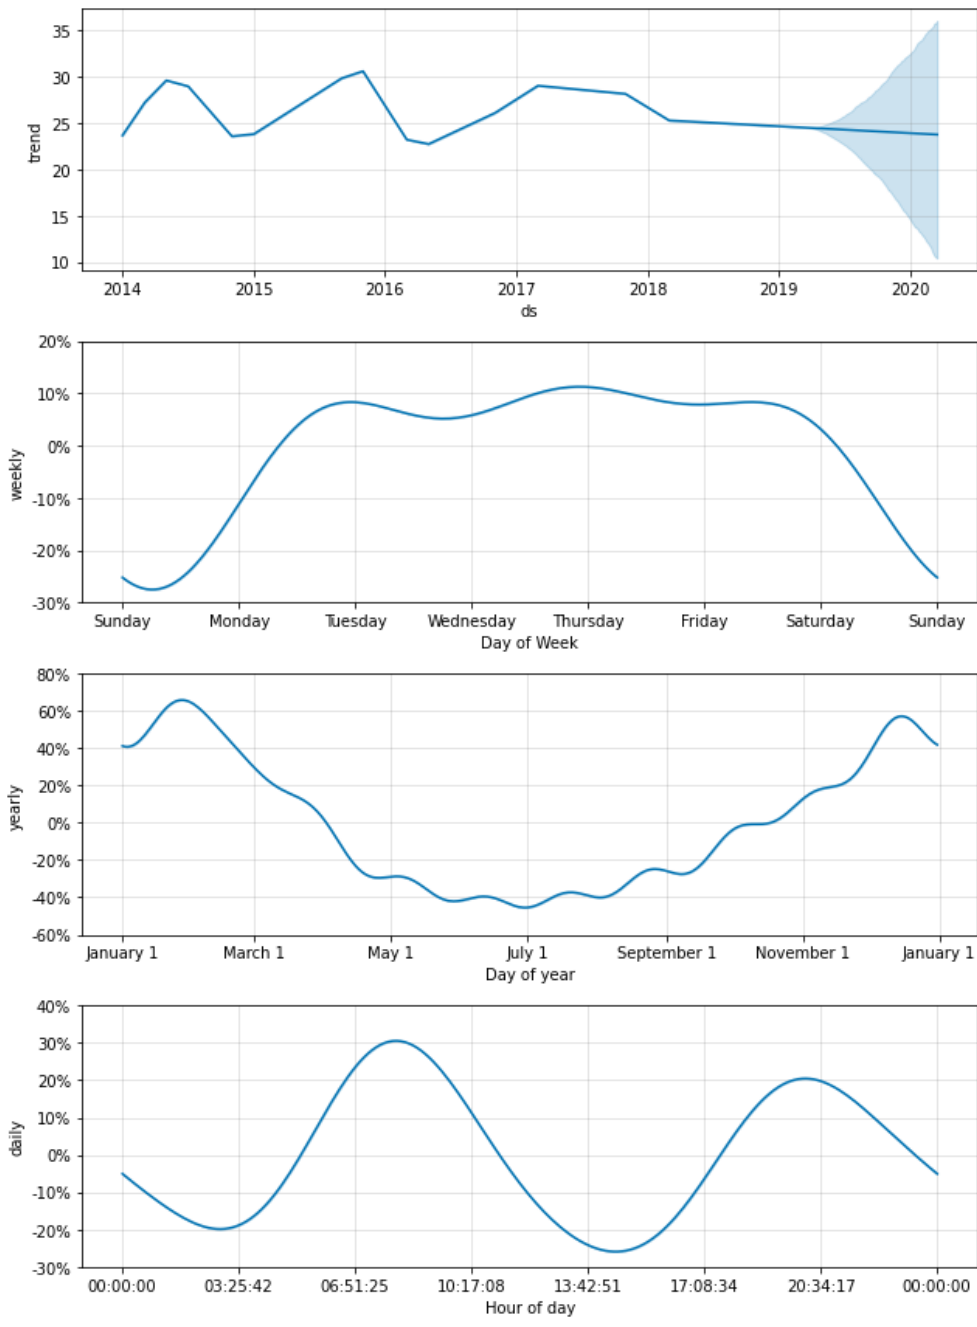 35
30
25
20
15
10
trend
2014 2015 2016 2017 2018 2019 2020
ds
20%
10%
0%
-10%
-20%
-30%
weekly
Sunday Monday Tuesday Wednesday Thursday Friday Saturday Sunday
Day of Week
80%
60%
40%
20%
0%
-20%
-40%
-60%
yearly
January 1 March 1 May 1 July 1 September 1 November 1 January 1
Day of year
40%
30%
20%
10%
0%
-10%
-20%
-30%
daily
00:00:00 03:25:42 06:51:25 10:17:08 13:42:51 17:08:34 20:34:17 00:00:00
Hour of day